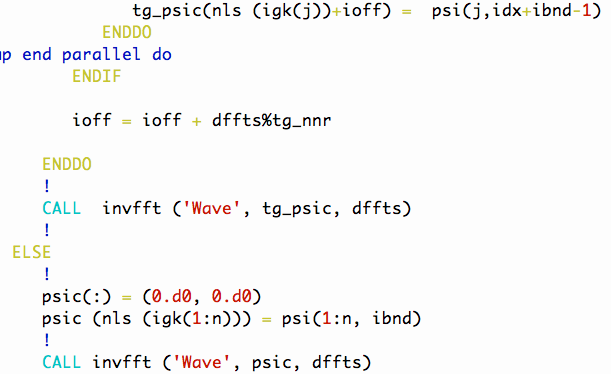 tg_psic(nls (igk(j))+ioff) =  psi(j,idx+ibnd-1)
ENDDO
mp end parallel do
ENDIF
ioff = ioff + dffts%tg_nnr
ENDDO
!
CALL  invfft ('Wave', tg_psic, dffts)
!
ELSE
!
psic(:) = (0.d0, 0.d0)
psic (nls (igk(1:n))) = psi(1:n, ibnd)
!
CALL invfft ('Wave', psic, dffts)